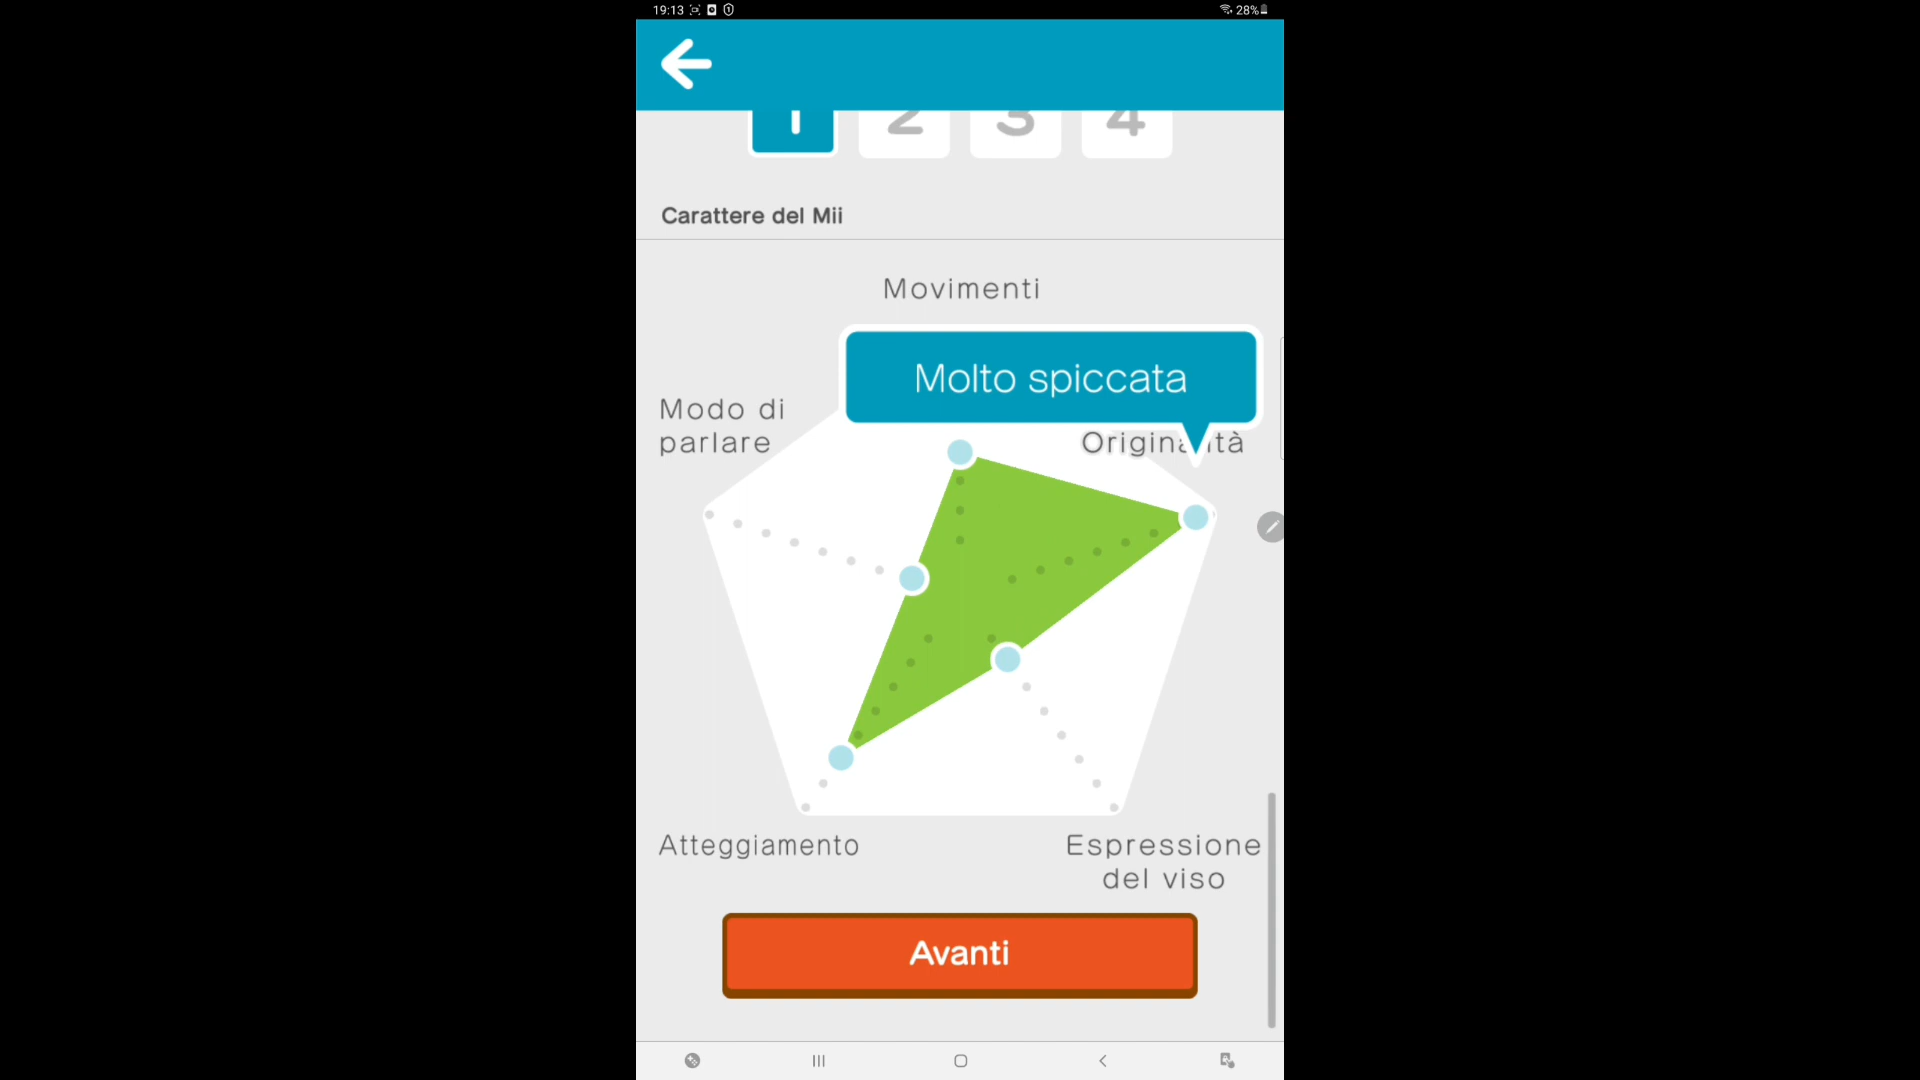 19:13
28%
1 2 3 4
Carattere del Mii
Movimenti
Molto spiccata
Modo di
parlare
Originalità
Atteggiamento
Espressione
del viso
Avanti